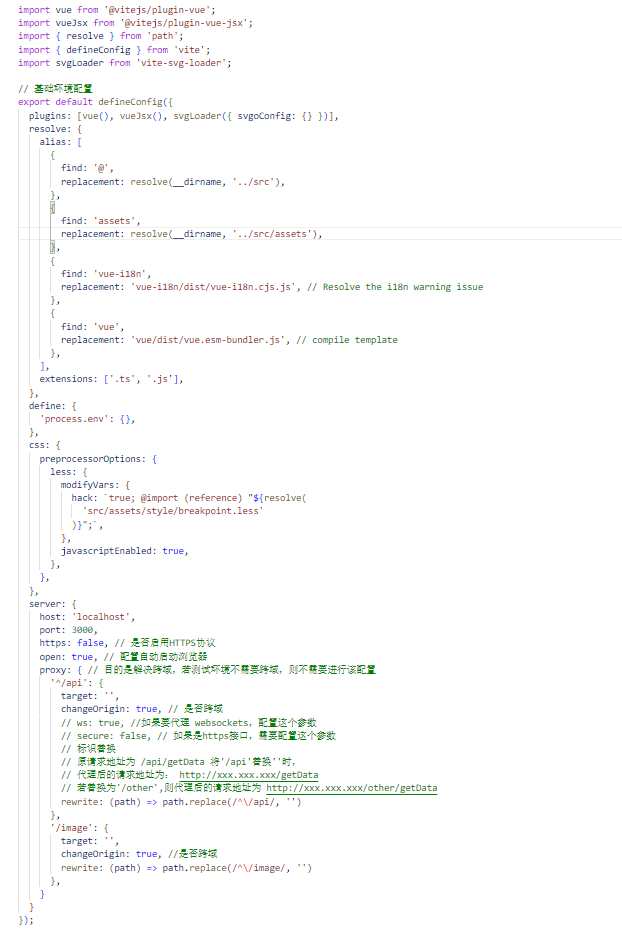 import vue from '@vitejs/plugin-vue';
import vueJsx from '@vitejs/plugin-vue-jsx';
import { resolve } from 'path';
import { defineConfig } from 'vite';
import svgLoader from 'vite-svg-loader';

// 基础环境配置
export default defineConfig({
  plugins: [vue(), vueJsx(), svgLoader({ svgoConfig: {} })],
  resolve: {
    alias: [
      {
        find: '@',
        replacement: resolve(__dirname, '../src'),
      },
      {
        find: 'assets',
        replacement: resolve(__dirname, '../src/assets'),
      },
      {
        find: 'vue-i18n',
        replacement: 'vue-i18n/dist/vue-i18n.cjs.js', // Resolve the i18n warning issue
      },
      {
        find: 'vue',
        replacement: 'vue/dist/vue.esm-bundler.js', // compile template
      },
    ],
    extensions: ['.ts', '.js'],
  },
  define: {
    'process.env': {},
  },
  css: {
    preprocessorOptions: {
      less: {
        modifyVars: {
          hack: `true; @import (reference) "${resolve(
            'src/assets/style/breakpoint.less'
          )}";`,
        },
        javascriptEnabled: true,
      },
    },
  },
  server: {
    host: 'localhost',
    port: 3000,
    https: false, // 是否启用HTTPS协议
    open: true, // 配置自动启动浏览器
    proxy: { // 目的是解决跨域，若测试环境不需要跨域，则不需要进行该配置
      '^/api': {
        target: '',
        changeOrigin: true, // 是否跨域
        // ws: true, //如果要代理 websockets，配置这个参数
        // secure: false, // 如果是https接口，需要配置这个参数
        // 标识替换
        // 原请求地址为 /api/getData 将'/api'替换''时，
        // 代理后的请求地址为： http://xxx.xxx.xxx/getData
        // 若替换为'/other',则代理后的请求地址为 http://xxx.xxx.xxx/other/getData
        rewrite: (path) => path.replace(/^\/api/, '')
      },
      '/image': {
        target: '',
        changeOrigin: true, //是否跨域
        rewrite: (path) => path.replace(/^\/image/, '')
      },
    }
  }
});